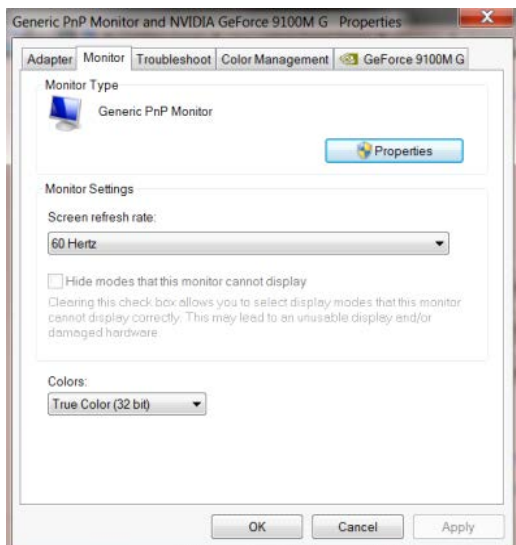 Generic PnP Monitor and NVIDIA GeForce 9100M G Properties
X
Adapter Monitor Troubleshoot Color Management GeForce 9100M G
Monitor Type
Generic PnP Monitor
Properties
Monitor Settings
Screen refresh rate:
60 Hertz
Hide modes that this monitor cannot display
Clearing this check box allows you to select display modes that this monitor
cannot display correctly. This may lead to an unusable display and/or
damaged hardware.
Colors:
True Color (32 bit)
OK Cancel Apply